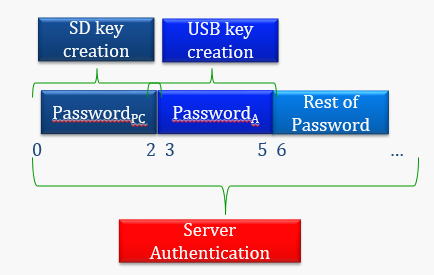 SD key
creation
USB key
creation
PasswordPC
PasswordA
Rest of
Password
0 2 3 5 6 ...
Server
Authentication